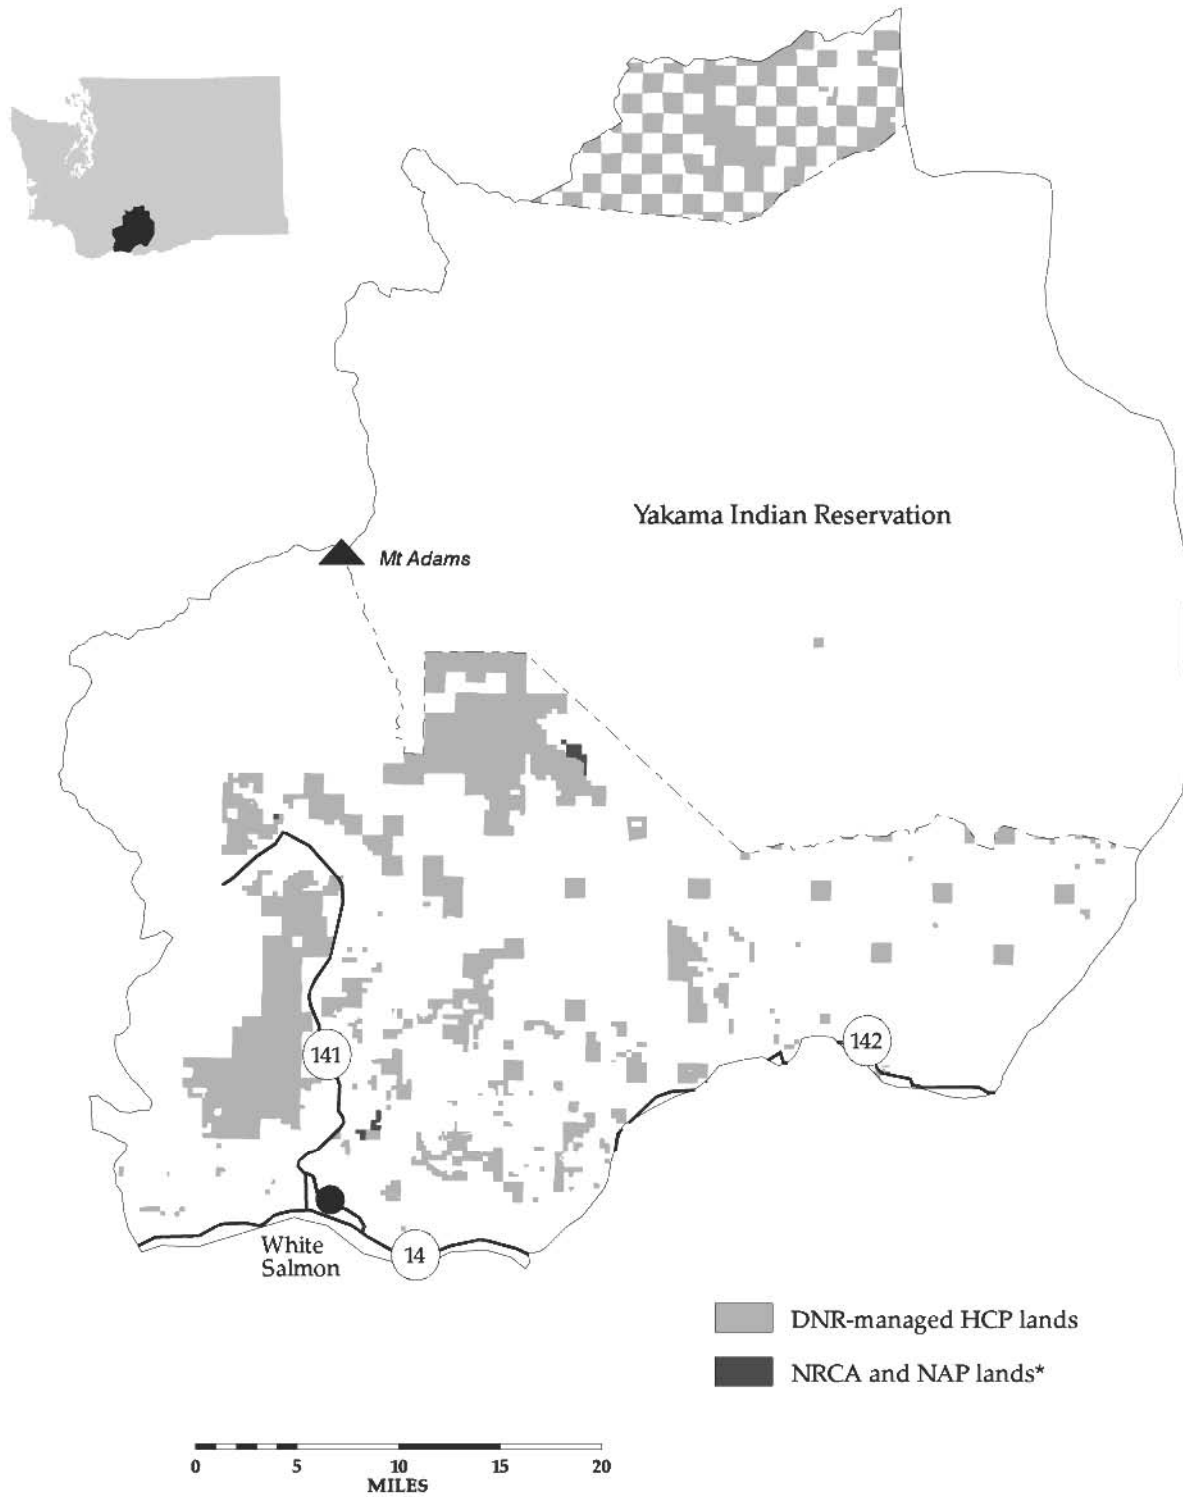 Yakama Indian Reservation
Mt Adams
141
142
White
Salmon
14
DNR-managed HCP lands
NRCA and NAP lands*
0 5 10 15 20
MILES